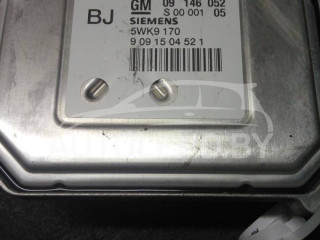 BJ GM 09 146 052
SIEMENS S 00 001 05
5WK9 170
9 09 15 04 52 1